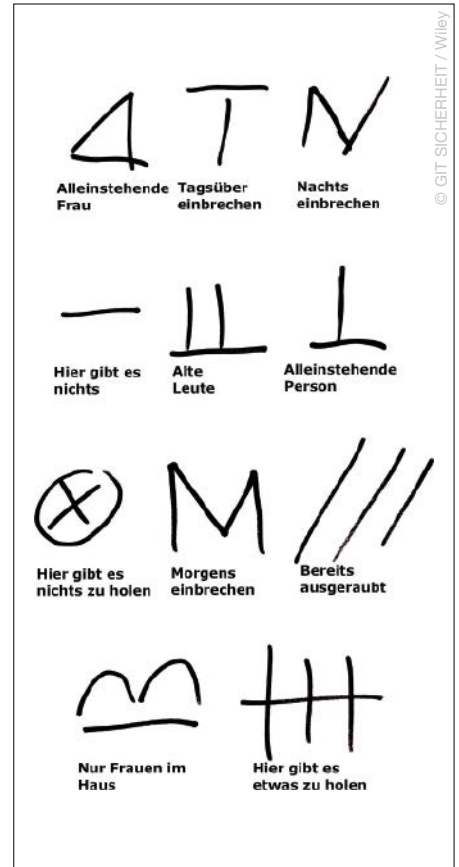 © GIT SICHERHEIT / Wiley
Alleinstehende
Frau
Tagsüber
einbrechen
Nachts
einbrechen
Hier gibt es
nichts
Alte
Leute
Alleinstehende
Person
Hier gibt es
nichts zu holen
Morgens
einbrechen
Bereits
ausgeraubt
Nur Frauen im
Haus
Hier gibt es
etwas zu holen